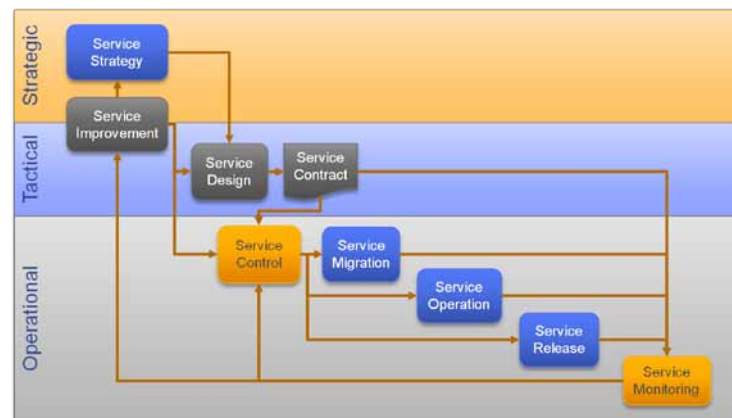 Strategic
Service
Strategy
Service
Improvement
Tactical
Service
Design
Service
Contract
Operational
Service
Control
Service
Migration
Service
Operation
Service
Release
Service
Monitoring